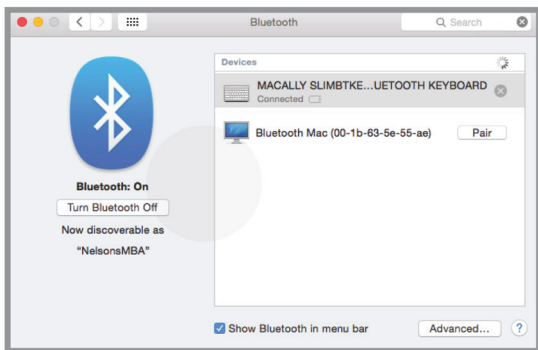 Bluetooth
Search
Devices
MACALLY SLIMBTKE...UETOOTH KEYBOARD
Connected
Bluetooth Mac (00-1b-63-5e-55-ae)
Pair
Bluetooth: On
Turn Bluetooth Off
Now discoverable as
“NelsonsMBA”
Show Bluetooth in menu bar
Advanced...
?